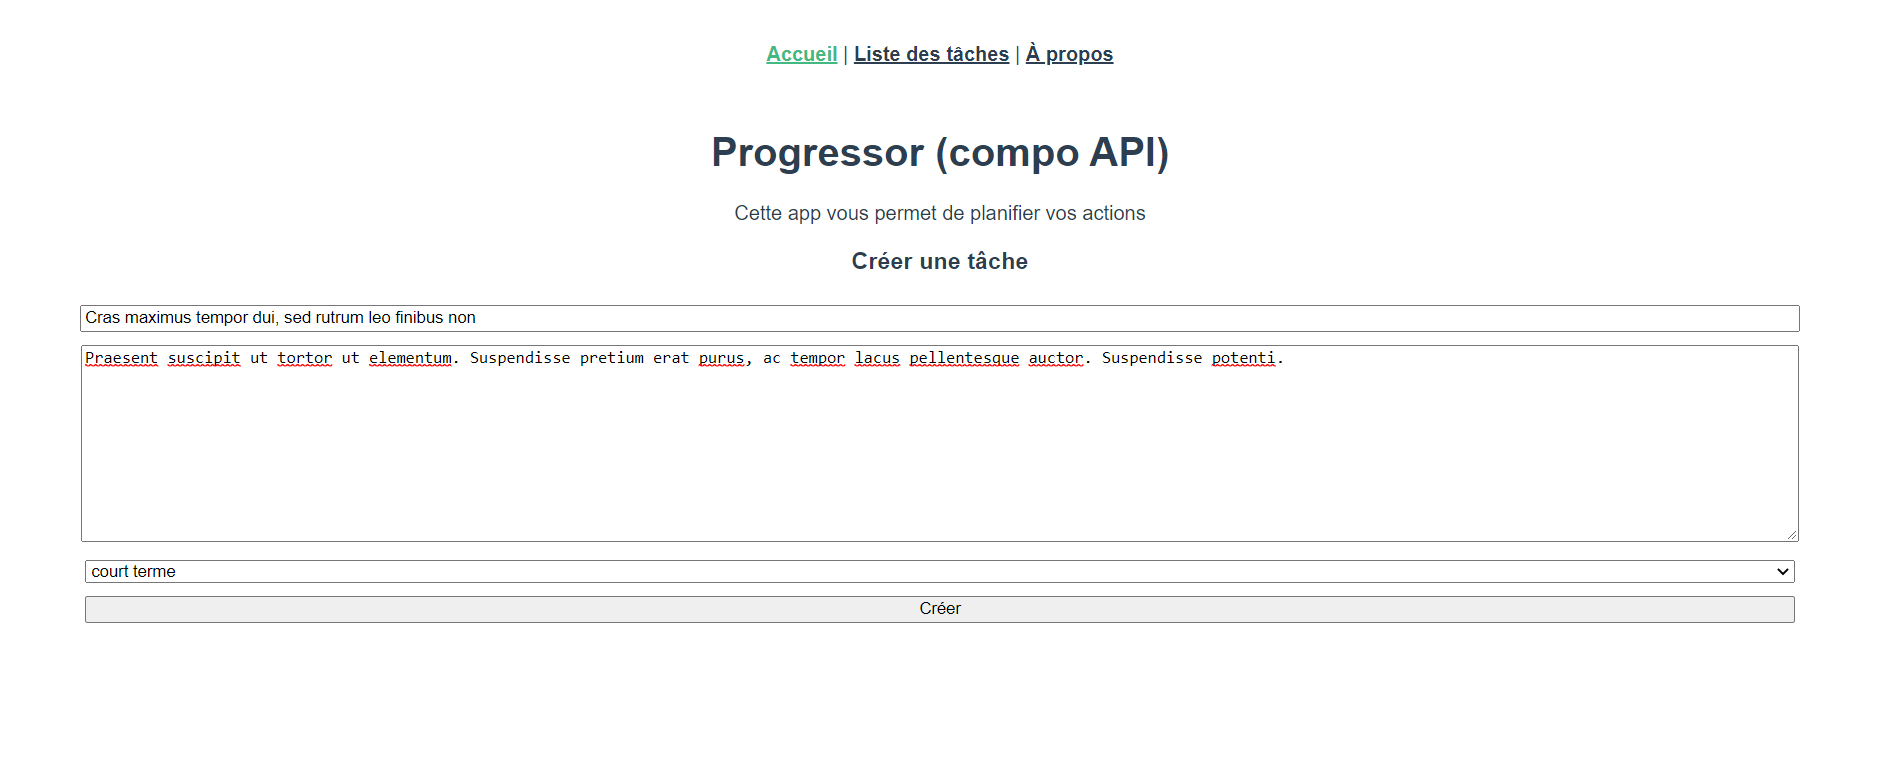 Accueil | Liste des tâches | À propos
Progressor (compo API)
Cette app vous permet de planifier vos actions
Créer une tâche
Cras maximus tempor dui, sed rutrum leo finibus non
Praesent suscipit ut tortor ut elementum. Suspendisse pretium erat purus, ac tempor lacus pellentesque auctor. Suspendisse potenti.
court terme
Créer